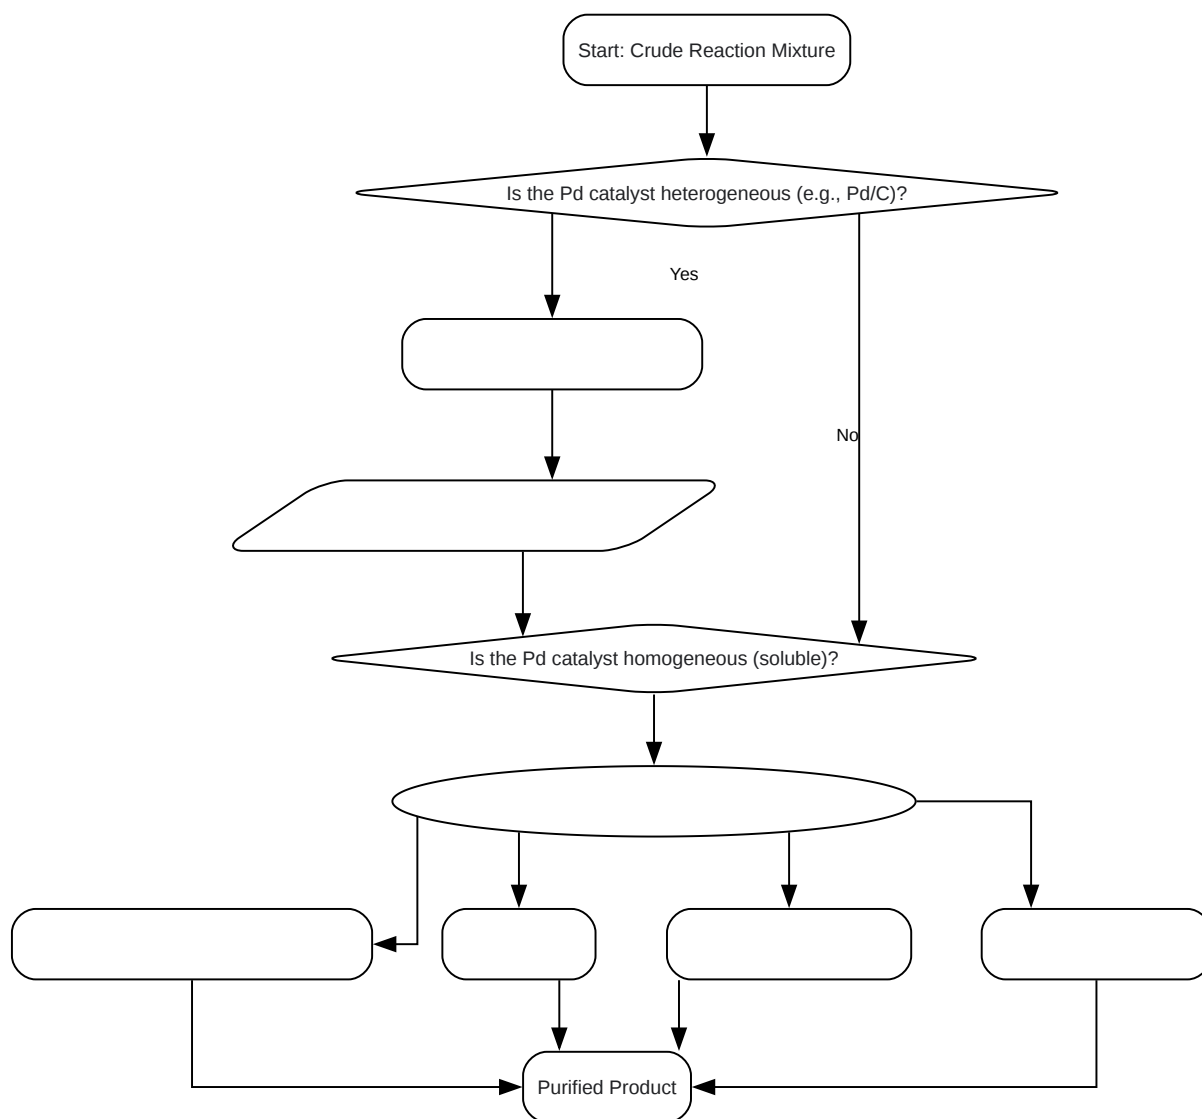 Start: Crude Reaction Mixture
Is the Pd catalyst heterogeneous (e.g., Pd/C)?
Yes
No
Is the Pd catalyst homogeneous (soluble)?
Purified Product